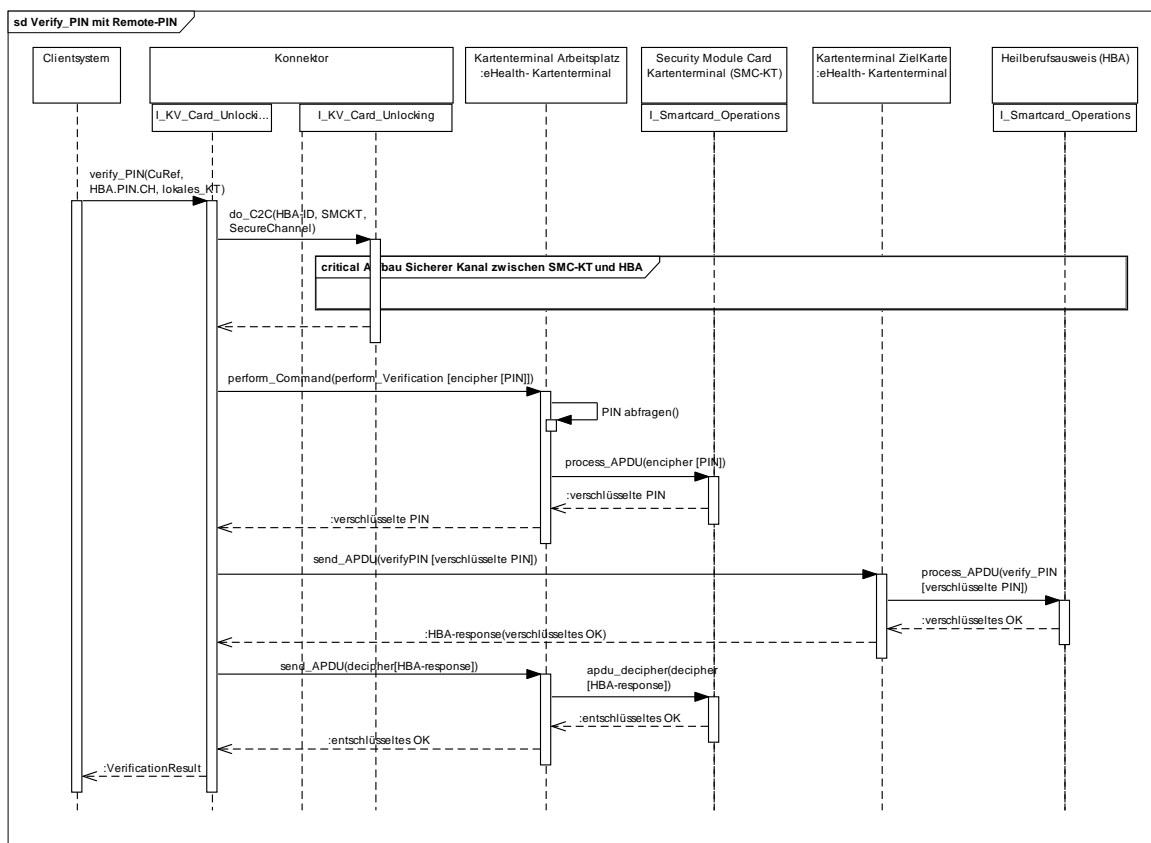 sd Verify_PIN mit Remote-PIN
Clientsystem
Konnektor
Kartenterminal Arbeitsplatz
:eHealth- Kartenterminal
Security Module Card
Kartenterminal (SMC-KT)
Kartenterminal ZielKarte
:eHealth- Kartenterminal
Heilberufsausweis (HBA)
I_KV_Card_Unlocki...
I_KV_Card_Unlocking
I_Smartcard_Operations
I_Smartcard_Operations
verify_PIN(CuRef,
HBA.PIN.CH, lokales_KT)
do_C2C(HBA-ID, SMCKT,
SecureChannel)
critical Aufbau Sicherer Kanal zwischen SMC-KT und HBA
perform_Command(perform_Verification [encipher [PIN]])
PIN abfragen()
process_APDU(encipher [PIN])
:verschlüsselte PIN
:verschlüsselte PIN
send_APDU(verifyPIN [verschlüsselte PIN])
process_APDU(verify_PIN
[verschlüsselte PIN])
:verschlüsseltes OK
:HBA-response(verschlüsseltes OK)
send_APDU(decipher[HBA-response])
apdu_decipher(decipher
[HBA-response])
:entschlüsseltes OK
:entschlüsseltes OK
:VerificationResult